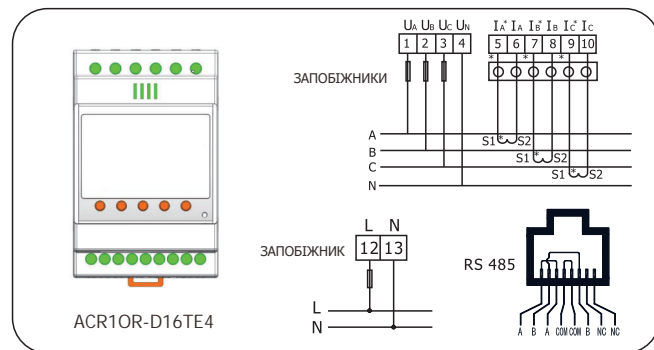 UA UB UC UN
1 2 3 4
IA* IA IB* IB IC* IC
5 6 7 8 9 10
* * *
ЗАПОБІЖНИКИ
A
S1 * S2
B
S1 * S2
C
S1 * S2
N
L N
12 13
ЗАПОБІЖНИК
L
N
RS 485
A B A COM COM B NC NC
ACR1OR-D16TE4